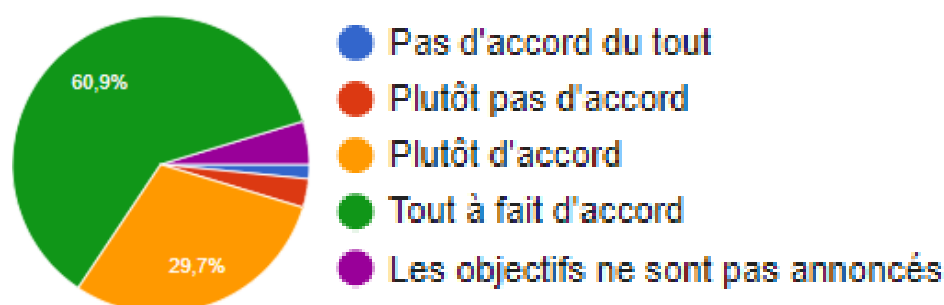 60,9%
29,7%
Pas d'accord du tout
Plutôt pas d'accord
Plutôt d'accord
Tout à fait d'accord
Les objectifs ne sont pas annoncés